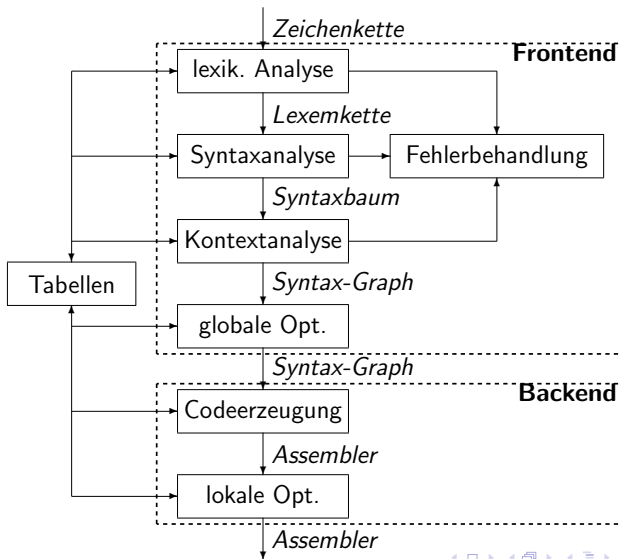 Zeichenkette
Frontend
lexik. Analyse
Lexemkette
Syntaxanalyse
Fehlerbehandlung
Syntaxbaum
Kontextanalyse
Syntax-Graph
Tabellen
globale Opt.
Syntax-Graph
Backend
Codeerzeugung
Assembler
lokale Opt.
Assembler